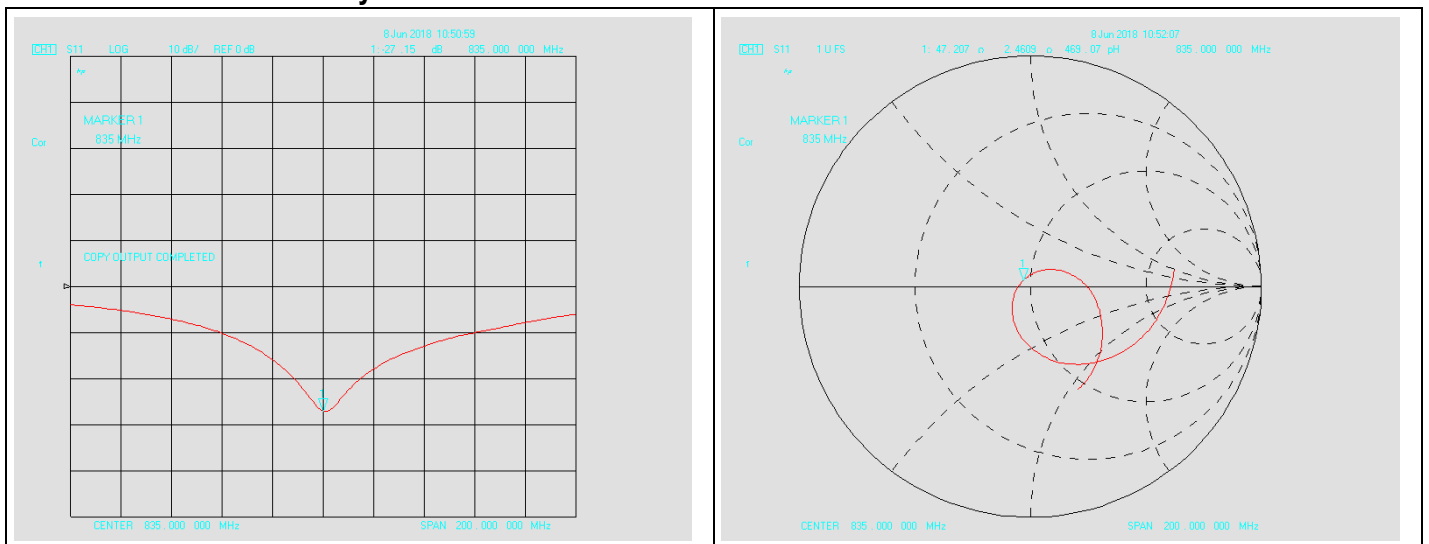 8 Jun 2018 10:50:59
CH1 S11 LOG 10 dB/ REF 0 dB 1:-27 .15 dB 835.000 000 MHz
MARKER 1
835 MHz
Cor
COPY OUTPUT COMPLETED
↑
1
CENTER 835.000 000 MHz SPAN 200.000 000 MHz
8 Jun 2018 10:52:07
CH1 S11 1 U FS 1: 47.207 Ω 2.4609 Ω 469.07 pH 835.000 000 MHz
MARKER 1
835 MHz
Cor
↑
1
CENTER 835.000 000 MHz SPAN 200.000 000 MHz